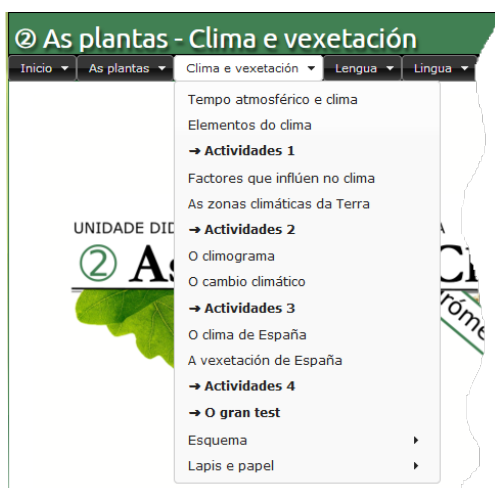 ② As plantas - Clima e vexetación
Inicio As plantas Clima e vexetación Lengua Lingua
Tempo atmosférico e clima
Elementos do clima
→ Actividades 1
Factores que inflúen no clima
As zonas climáticas da Terra
UNIDADE
→ Actividades 2
②
O climograma
O cambio climático
→ Actividades 3
O clima de España
A vexetación de España
→ Actividades 4
→ O gran test
Esquema
Lapis e papel